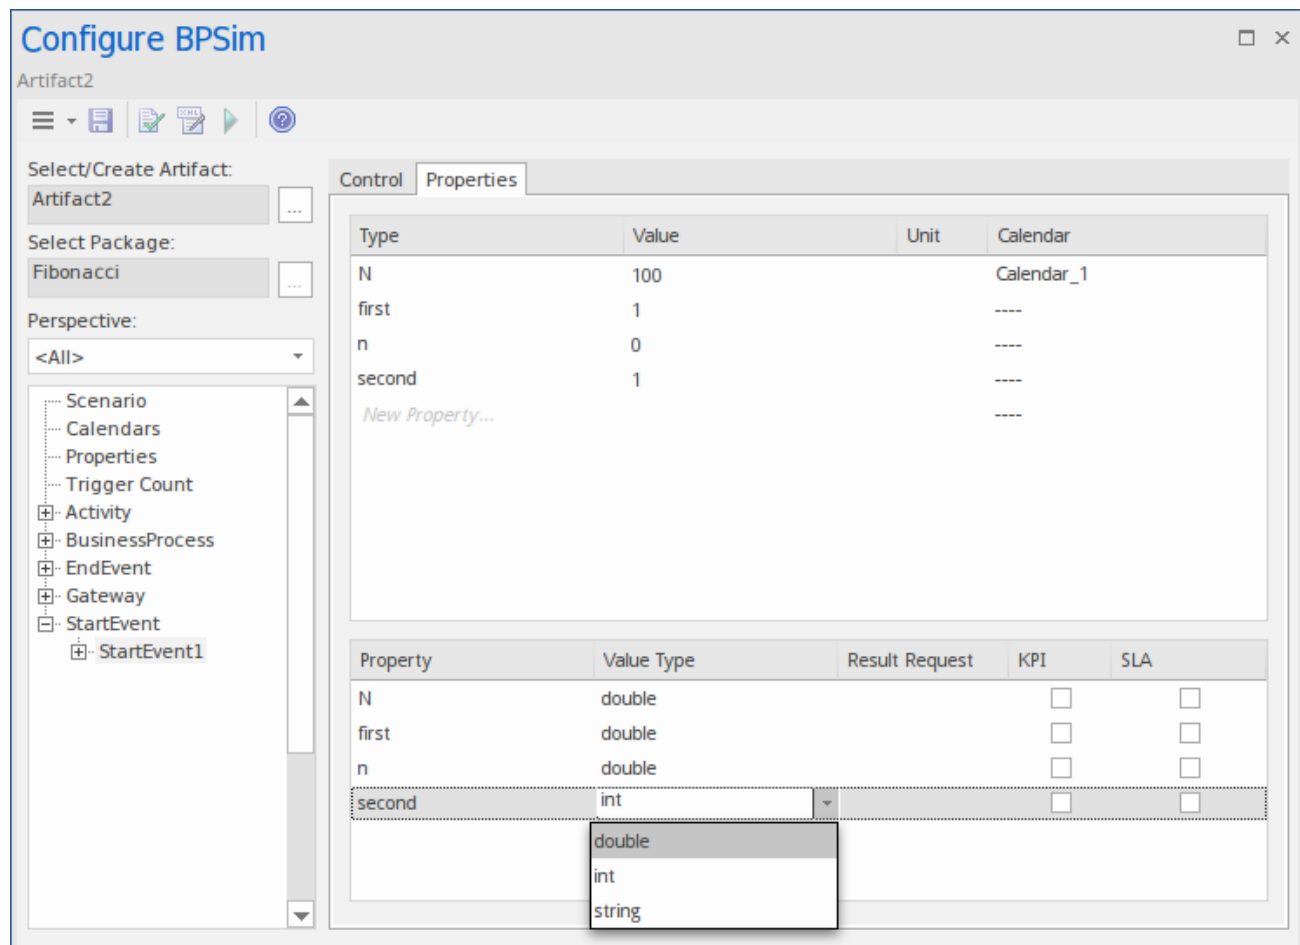 Configure BPSim
Artifact2
XML
Select/Create Artifact:
Artifact2
...
Select Package:
Fibonacci
...
Perspective:
<All>
Scenario
Calendars
Properties
Trigger Count
Activity
BusinessProcess
EndEvent
Gateway
StartEvent
StartEvent1
Control Properties
Type Value Unit Calendar
N 100 Calendar_1
first 1 ----
n 0 ----
second 1 ----
New Property... ----
Property Value Type Result Request KPI SLA
N double
first double
n double
second int
double
int
string